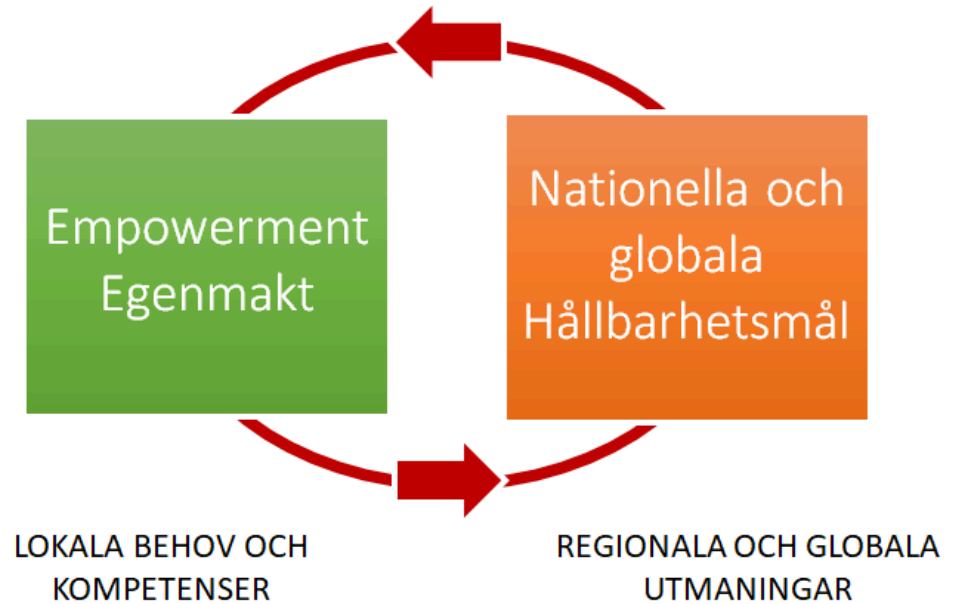 Empowerment
Egenmakt
Nationella och
globala
Hållbarhetsmål
LOKALA BEHOV OCH
KOMPETENSER
REGIONALA OCH GLOBALA
UTMANINGAR